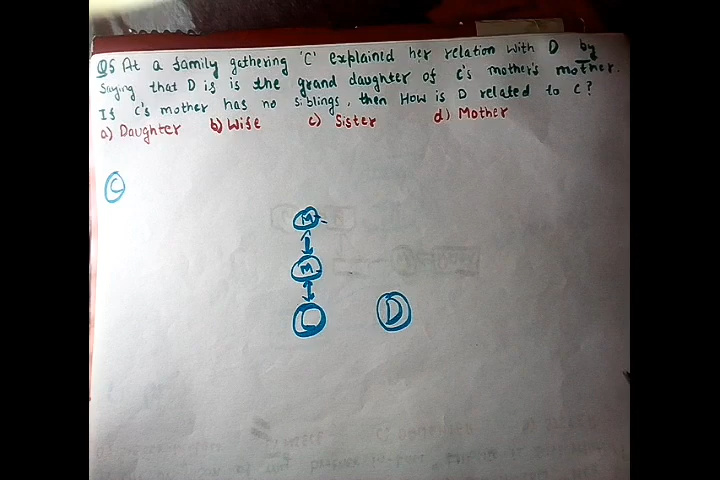 Q5 At a family gathering 'C' explained her relation with D by
saying that D is is the grand daughter of c's mother's mother.
If c's mother has no siblings, then How is D related to C?
a) Daughter b) Wife c) Sister d) Mother
C
M
M
C D